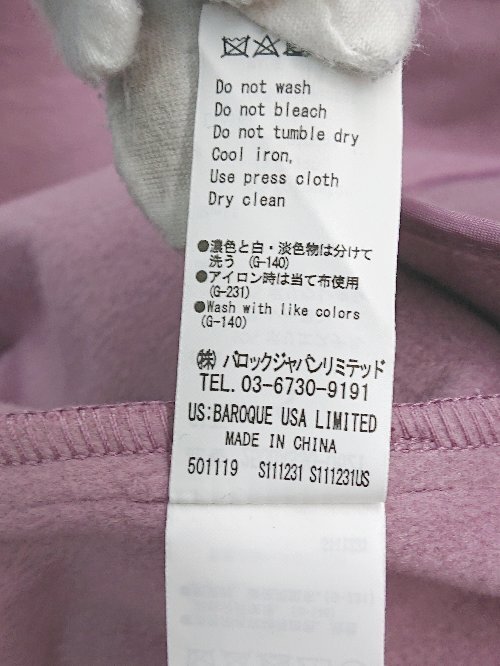 Do not wash
Do not bleach
Do not tumble dry
Cool iron,
Use press cloth
Dry clean
●濃色と白・淡色物は分けて
洗う (G-140)
●アイロン時は当て布使用
(G-231)
●Wash with like colors
(G-140)
㈱ バロックジャパンリミテッド
TEL. 03-6730-9191
US:BAROQUE USA LIMITED
MADE IN CHINA
501119 S111231 S111231US